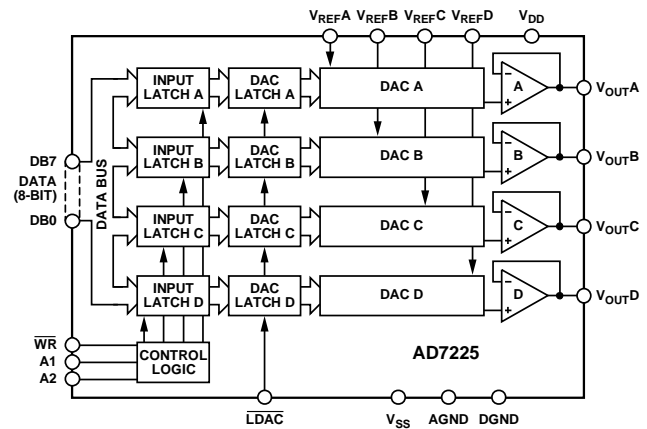 VREFA VREFB VREFC VREFD VDD
INPUT LATCH A
DAC LATCH A
DAC A
A
VOUTA
INPUT LATCH B
DAC LATCH B
DAC B
B
VOUTB
DB7
DATA (8-BIT)
DB0
DATA BUS
INPUT LATCH C
DAC LATCH C
DAC C
C
VOUTC
INPUT LATCH D
DAC LATCH D
DAC D
D
VOUTD
WR
A1
A2
CONTROL LOGIC
AD7225
LDAC VSS AGND DGND
- +
- +
- +
- +